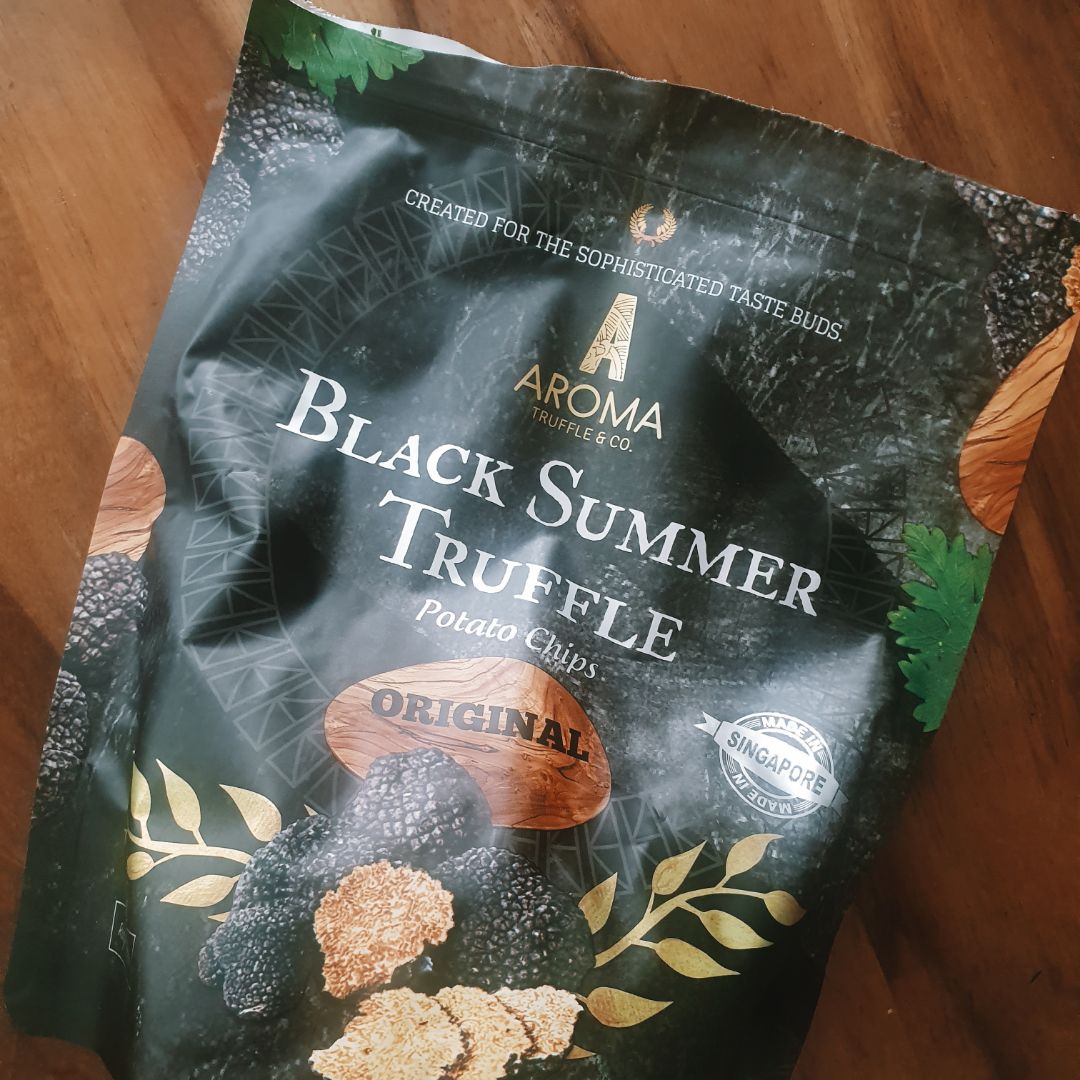 CREATED FOR THE SOPHISTICATED TASTE BUDS.
A
AROMA
TRUFFLE & CO.
BLACK SUMMER
TRUFFLE
Potato Chips
ORIGINAL
MADE IN
SINGAPORE
MADE IN